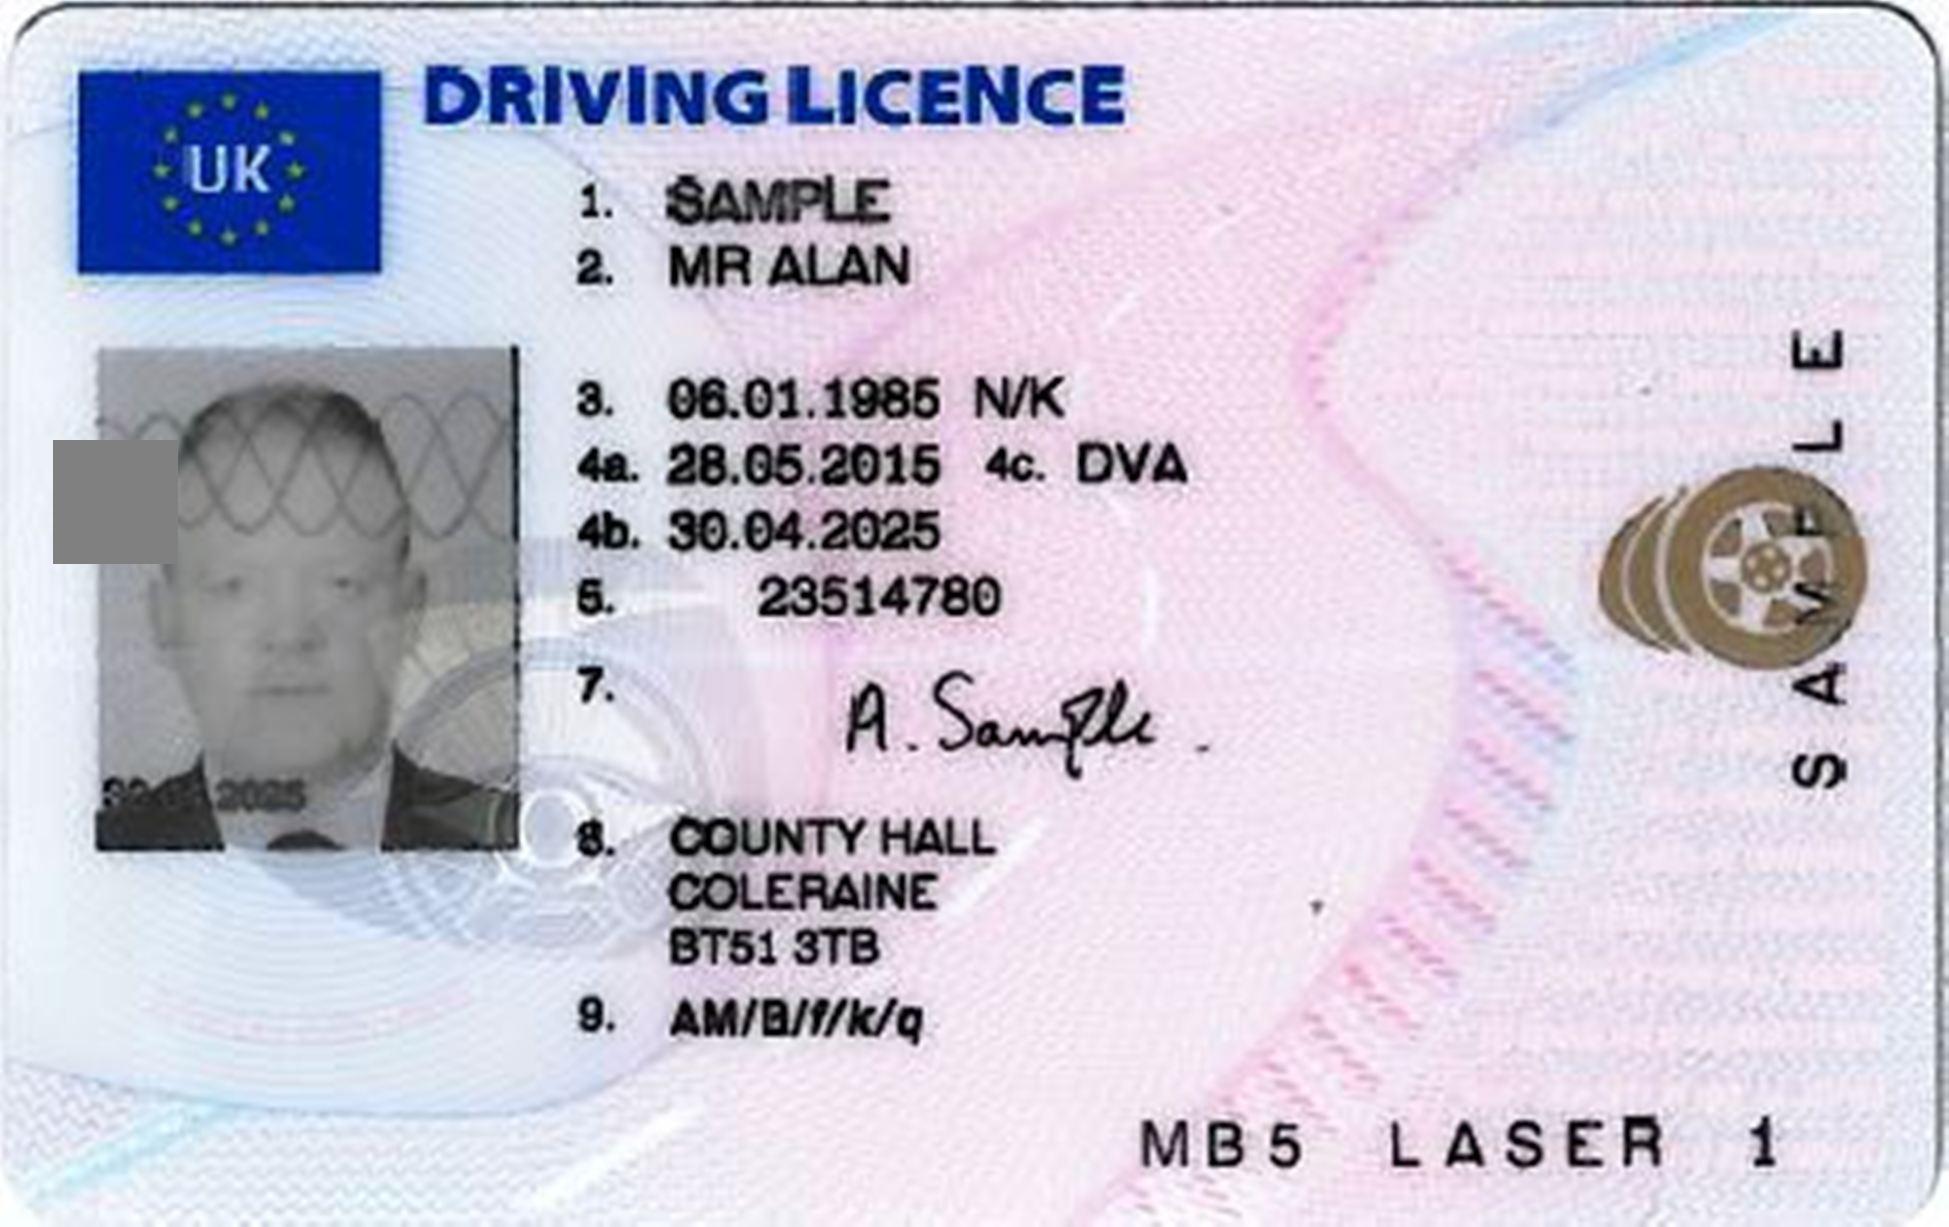 UK
DRIVING LICENCE
1. SAMPLE
2. MR ALAN
3. 06.01.1985 N/K
4a. 28.05.2015 4c. DVA
4b. 30.04.2025
5. 23514780
7. A. Sample.
8. COUNTY HALL
COLERAINE
BT51 3TB
9. AM/B/f/k/q
2025
SAMPLE
MB5 LASER 1